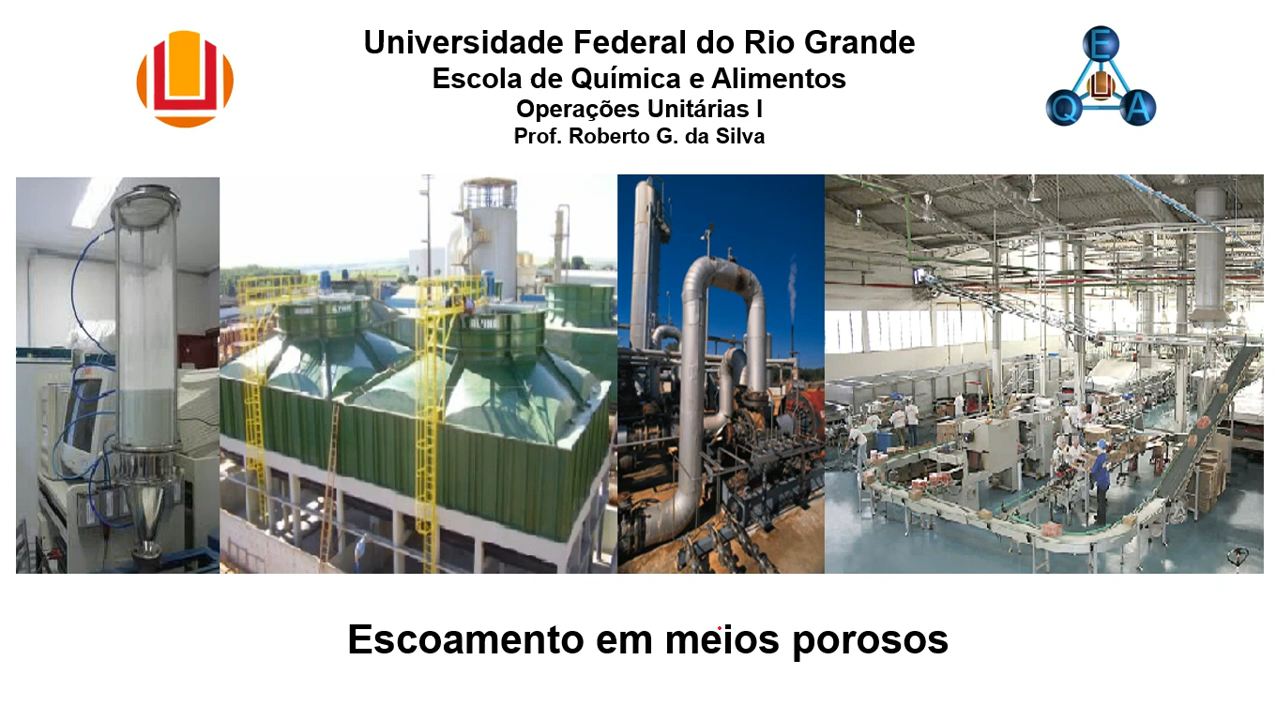 Universidade Federal do Rio Grande
Escola de Química e Alimentos
Operações Unitárias I
Prof. Roberto G. da Silva
E
Q
A
ALPINA
Escoamento em meios porosos